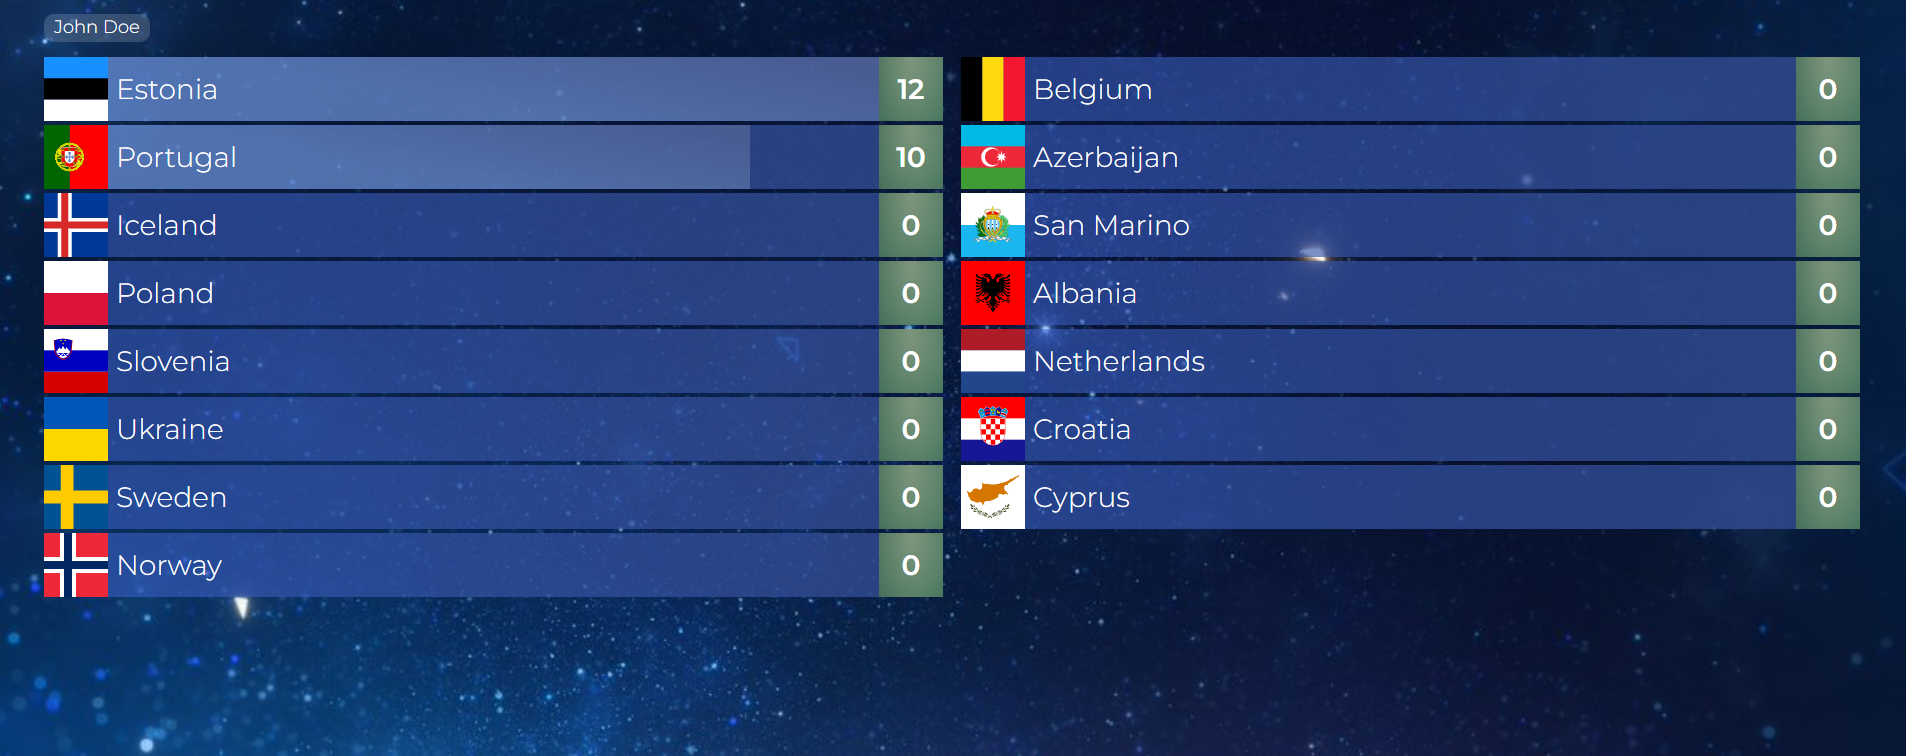 John Doe
Estonia 12
Portugal 10
Iceland 0
Poland 0
Slovenia 0
Ukraine 0
Sweden 0
Norway 0
Belgium 0
Azerbaijan 0
San Marino 0
Albania 0
Netherlands 0
Croatia 0
Cyprus 0